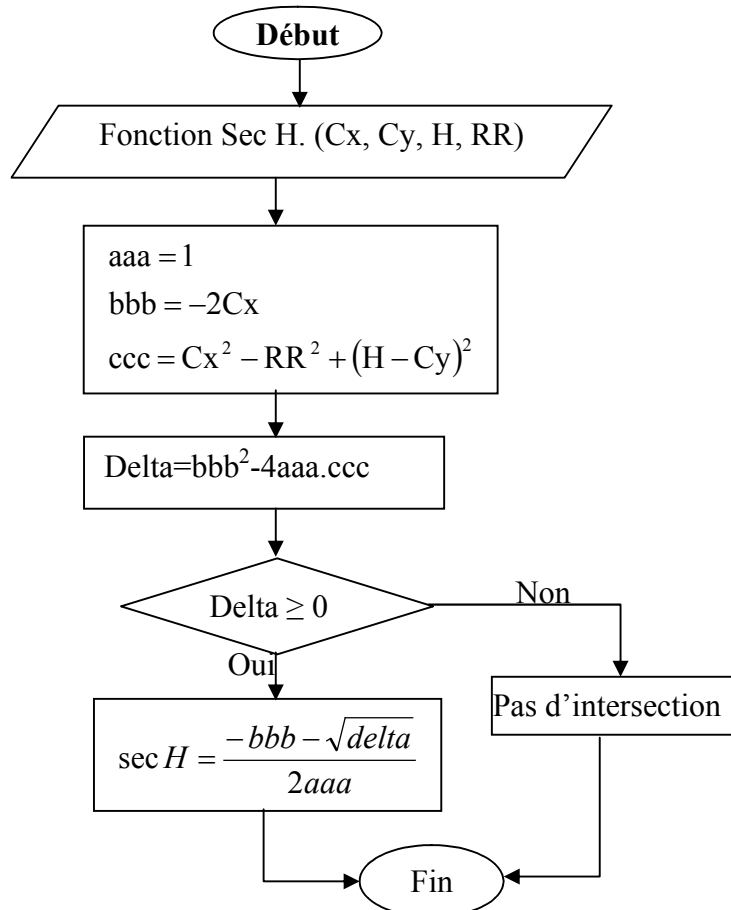 Début
Fonction Sec H. (Cx, Cy, H, RR)
aaa = 1
bbb = −2Cx
ccc = Cx² − RR² + (H − Cy)²
Delta=bbb²-4aaa.ccc
Delta ≥ 0
Non
Oui
Pas d’intersection
sec H = (-bbb - √delta) / 2aaa
Fin